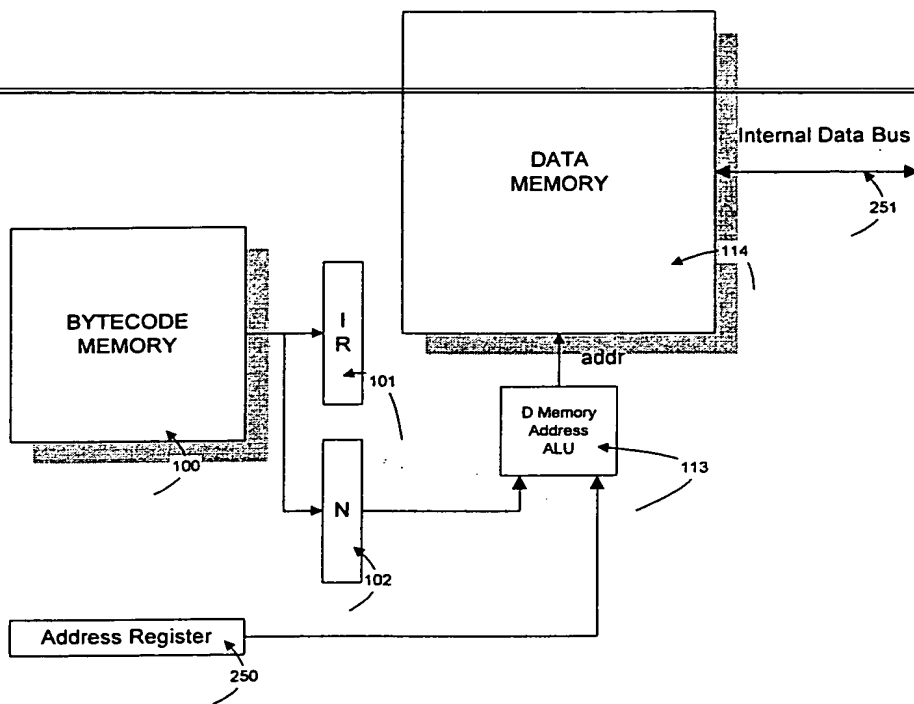 DATA
MEMORY
Internal Data Bus
251
114
BYTECODE
MEMORY
100
I
R
101
addr
D Memory
Address
ALU
113
N
102
Address Register
250